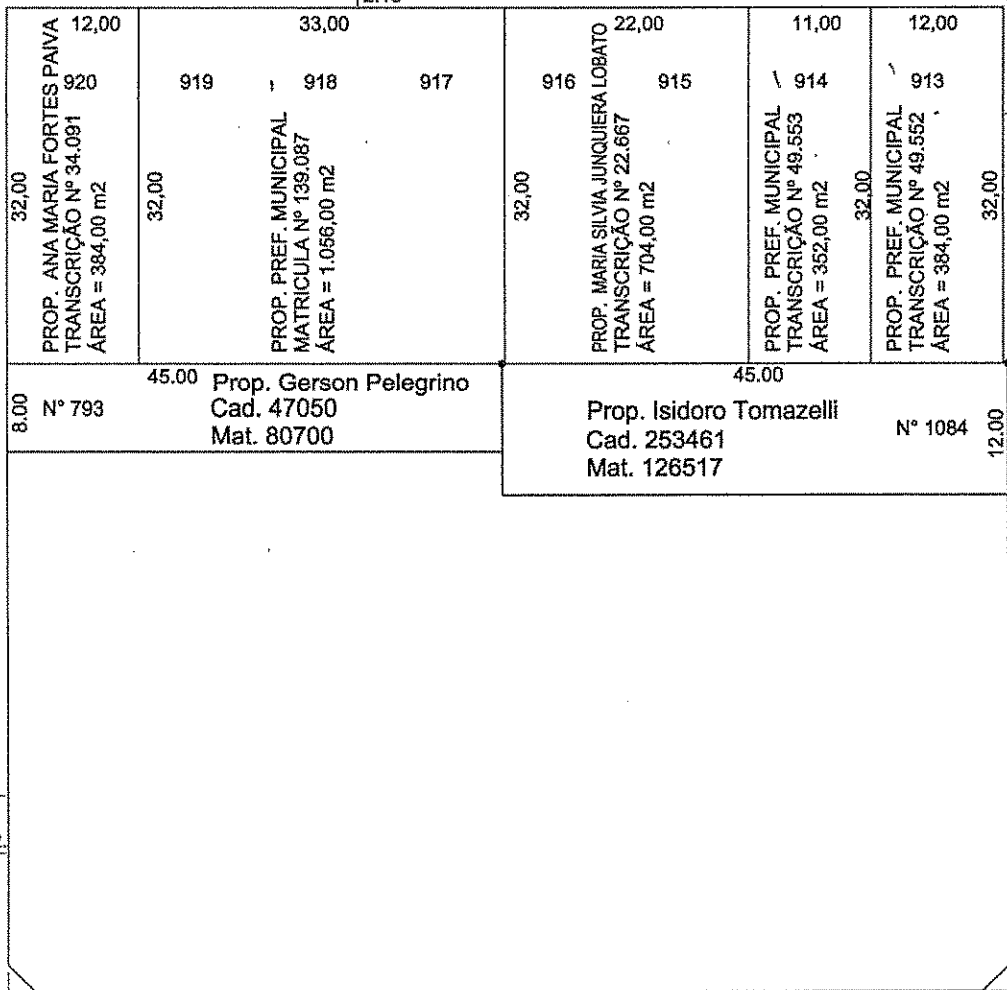 12,00
33,00
22,00
11,00
12,00
920
919
918
917
916
915
914
913
32,00
PROP. ANA MARIA FORTES PAIVA
TRANSCRIÇÃO Nº 34.091
ÁREA = 384,00 m2
32,00
PROP. PREF. MUNICIPAL
MATRICULA Nº 139.087
ÁREA = 1.056,00 m2
32,00
PROP. MARIA SILVIA JUNQUIERA LOBATO
TRANSCRIÇÃO Nº 22.667
ÁREA = 704,00 m2
PROP. PREF. MUNICIPAL
TRANSCRIÇÃO Nº 49.553
ÁREA = 352,00 m2
32,00
PROP. PREF. MUNICIPAL
TRANSCRIÇÃO Nº 49.552
ÁREA = 384,00 m2
32,00
8.00
N° 793
45.00
Prop. Gerson Pelegrino
Cad. 47050
Mat. 80700
45.00
Prop. Isidoro Tomazelli
Cad. 253461
Mat. 126517
N° 1084
12.00